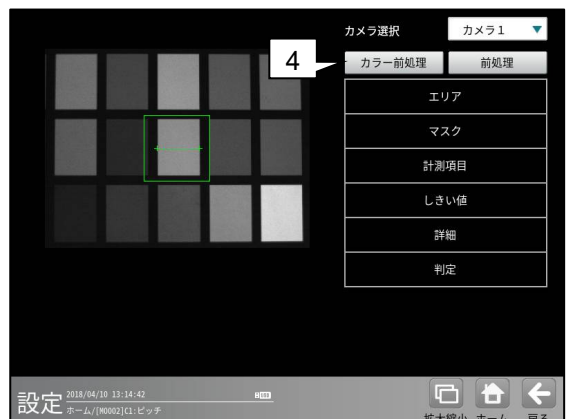 カメラ選択 カメラ1 ▼
4
カラー前処理 前処理
エリア
マスク
計測項目
しきい値
詳細
判定
設定 2018/04/10 13:14:42
ホーム/[M0002]C1:ピッチ
拡大縮小 ホーム 戻る